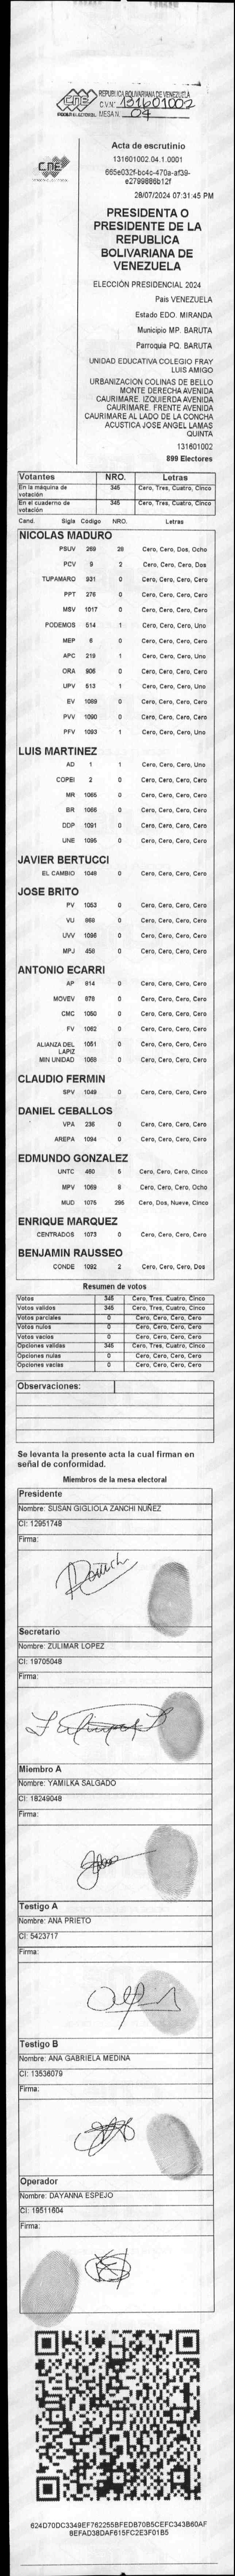 REPUBLICA BOLIVARIANA DE VENEZUELA
C.V.N° 131601002
MESA N. 04
CNE
PODER ELECTORAL
CNE
Acta de escrutinio
131601002.04.1.0001
665e032f-bc4c-470a-af39-
e2799886b12f
28/07/2024 07:31:45 PM
PRESIDENTA O
PRESIDENTE DE LA
REPUBLICA
BOLIVARIANA DE
VENEZUELA
ELECCIÓN PRESIDENCIAL 2024
País VENEZUELA
Estado EDO. MIRANDA
Municipio MP. BARUTA
Parroquia PQ. BARUTA
UNIDAD EDUCATIVA COLEGIO FRAY
LUIS AMIGO
URBANIZACION COLINAS DE BELLO
MONTE DERECHA AVENIDA
CAURIMARE. IZQUIERDA AVENIDA
CAURIMARE. FRENTE AVENIDA
CAURIMARE AL LADO DE LA CONCHA
ACUSTICA JOSE ANGEL LAMAS
QUINTA
131601002
899 Electores
Votantes NRO. Letras
En la máquina de votación 345 Cero, Tres, Cuatro, Cinco
En el cuaderno de votación 345 Cero, Tres, Cuatro, Cinco
Cand. Sigla Código NRO. Letras
NICOLAS MADURO
PSUV 269 28 Cero, Cero, Dos, Ocho
PCV 9 2 Cero, Cero, Cero, Dos
TUPAMARO 931 0 Cero, Cero, Cero, Cero
PPT 276 0 Cero, Cero, Cero, Cero
MSV 1017 0 Cero, Cero, Cero, Cero
PODEMOS 514 1 Cero, Cero, Cero, Uno
MEP 6 0 Cero, Cero, Cero, Cero
APC 219 1 Cero, Cero, Cero, Uno
ORA 906 0 Cero, Cero, Cero, Cero
UPV 513 1 Cero, Cero, Cero, Uno
EV 1089 0 Cero, Cero, Cero, Cero
PVV 1090 0 Cero, Cero, Cero, Cero
PFV 1093 1 Cero, Cero, Cero, Uno
LUIS MARTINEZ
AD 1 1 Cero, Cero, Cero, Uno
COPEI 2 0 Cero, Cero, Cero, Cero
MR 1065 0 Cero, Cero, Cero, Cero
BR 1066 0 Cero, Cero, Cero, Cero
DDP 1091 0 Cero, Cero, Cero, Cero
UNE 1095 0 Cero, Cero, Cero, Cero
JAVIER BERTUCCI
EL CAMBIO 1048 0 Cero, Cero, Cero, Cero
JOSE BRITO
PV 1053 0 Cero, Cero, Cero, Cero
VU 869 0 Cero, Cero, Cero, Cero
UVV 1096 0 Cero, Cero, Cero, Cero
MPJ 458 0 Cero, Cero, Cero, Cero
ANTONIO ECARRI
AP 914 0 Cero, Cero, Cero, Cero
MOVEV 878 0 Cero, Cero, Cero, Cero
CMC 1050 0 Cero, Cero, Cero, Cero
FV 1062 0 Cero, Cero, Cero, Cero
ALIANZA DEL LAPIZ 1051 0 Cero, Cero, Cero, Cero
MIN UNIDAD 1068 0 Cero, Cero, Cero, Cero
CLAUDIO FERMIN
SPV 1049 0 Cero, Cero, Cero, Cero
DANIEL CEBALLOS
VPA 236 0 Cero, Cero, Cero, Cero
AREPA 1094 0 Cero, Cero, Cero, Cero
EDMUNDO GONZALEZ
UNTC 460 5 Cero, Cero, Cero, Cinco
MPV 1069 8 Cero, Cero, Cero, Ocho
MUD 1075 295 Cero, Dos, Nueve, Cinco
ENRIQUE MARQUEZ
CENTRADOS 1073 0 Cero, Cero, Cero, Cero
BENJAMIN RAUSSEO
CONDE 1092 2 Cero, Cero, Cero, Dos
Resumen de votos
Votos 345 Cero, Tres, Cuatro, Cinco
Votos validos 345 Cero, Tres, Cuatro, Cinco
Votos parciales 0 Cero, Cero, Cero, Cero
Votos nulos 0 Cero, Cero, Cero, Cero
Votos vacios 0 Cero, Cero, Cero, Cero
Opciones validas 345 Cero, Tres, Cuatro, Cinco
Opciones nulas 0 Cero, Cero, Cero, Cero
Opciones vacias 0 Cero, Cero, Cero, Cero
Observaciones:
Se levanta la presente acta la cual firman en
señal de conformidad.
Miembros de la mesa electoral
Presidente
Nombre: SUSAN GIGLIOLA ZANCHI NUÑEZ
CI: 12951748
Firma:
Secretario
Nombre: ZULIMAR LOPEZ
CI: 19705048
Firma:
Miembro A
Nombre: YAMILKA SALGADO
CI: 18249048
Firma:
Testigo A
Nombre: ANA PRIETO
CI: 5423717
Firma:
Testigo B
Nombre: ANA GABRIELA MEDINA
CI: 13536079
Firma:
Operador
Nombre: DAYANNA ESPEJO
CI: 19511604
Firma:
624D70DC3349EF762255BFEDB70B5CEFC343B60AF
8EFAD38DAF615FC2E3F01B5